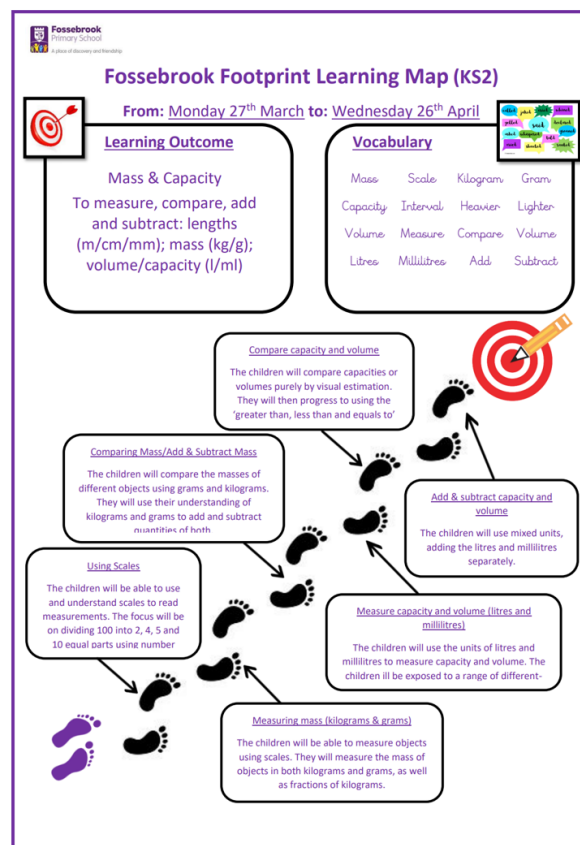 Fossebrook
Primary School
A place of discovery and friendship
Fossebrook Footprint Learning Map (KS2)
From: Monday 27th March to: Wednesday 26th April
Learning Outcome
Mass & Capacity
To measure, compare, add
and subtract: lengths
(m/cm/mm); mass (kg/g);
volume/capacity (l/ml)
Vocabulary
Mass Scale Kilogram Gram
Capacity Interval Heavier Lighter
Volume Measure Compare Volume
Litres Millilitres Add Subtract
Compare capacity and volume
The children will compare capacities or
volumes purely by visual estimation.
They will then progress to using the
‘greater than, less than and equals to’
Comparing Mass/Add & Subtract Mass
The children will compare the masses of
different objects using grams and kilograms.
They will use their understanding of
kilograms and grams to add and subtract
quantities of both
Add & subtract capacity and
volume
The children will use mixed units,
adding the litres and millilitres
separately.
Using Scales
The children will be able to use
and understand scales to read
measurements. The focus will be
on dividing 100 into 2, 4, 5 and
10 equal parts using number
Measure capacity and volume (litres and
millilitres)
The children will use the units of litres and
millilitres to measure capacity and volume. The
children ill be exposed to a range of different-
Measuring mass (kilograms & grams)
The children will be able to measure objects
using scales. They will measure the mass of
objects in both kilograms and grams, as well
as fractions of kilograms.